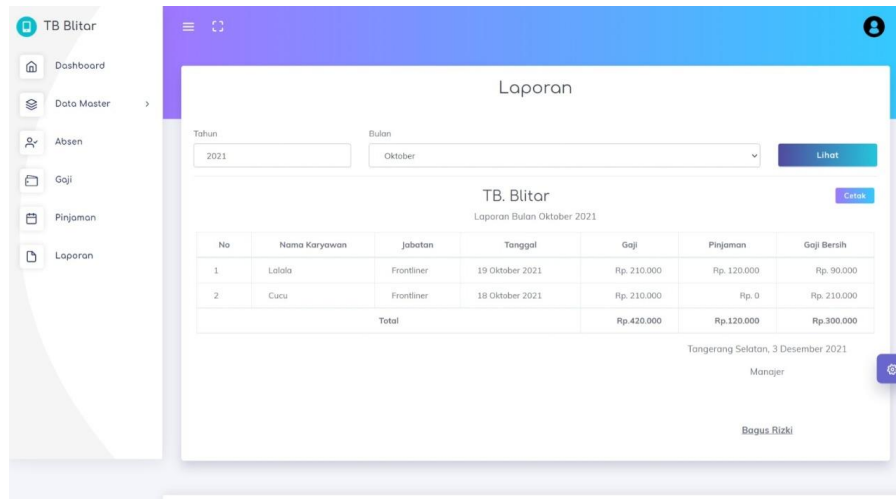 TB Blitar
Dashboard
Data Master
Absen
Gaji
Pinjaman
Laporan
Laporan
Tahun Bulan
2021 Oktober Lihat
TB. Blitar Cetak
Laporan Bulan Oktober 2021
No Nama Karyawan Jabatan Tanggal Gaji Pinjaman Gaji Bersih
1 Lalala Frontliner 19 Oktober 2021 Rp. 210.000 Rp. 120.000 Rp. 90.000
2 Cucu Frontliner 18 Oktober 2021 Rp. 210.000 Rp. 0 Rp. 210.000
Total Rp.420.000 Rp.120.000 Rp.300.000
Tangerang Selatan, 3 Desember 2021
Manajer
Bagus Rizki